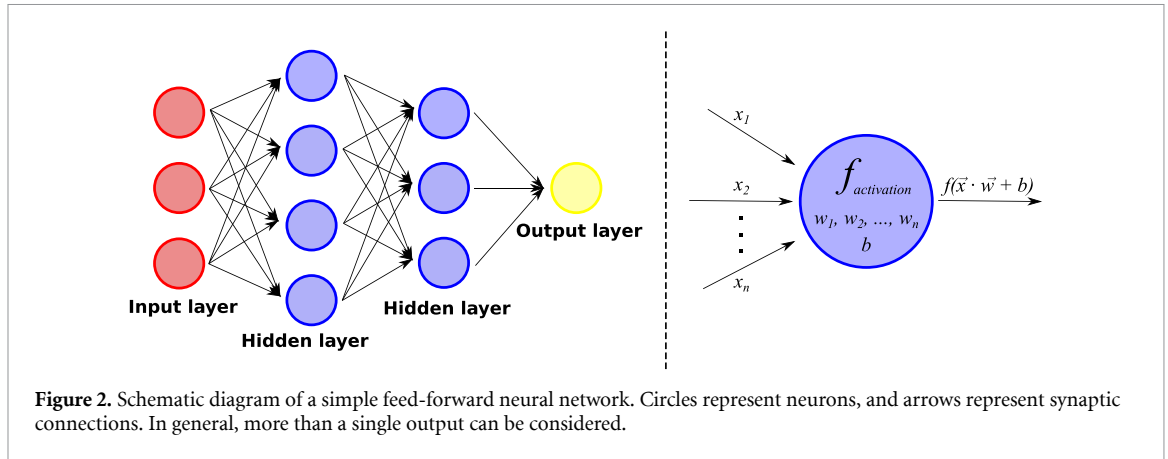 Input layer
Hidden layer
Hidden layer
Output layer
x₁
x₂
xₙ
f activation
w₁, w₂, ..., wₙ
b
f(x⃗ · w⃗ + b)
Figure 2. Schematic diagram of a simple feed-forward neural network. Circles represent neurons, and arrows represent synaptic
connections. In general, more than a single output can be considered.